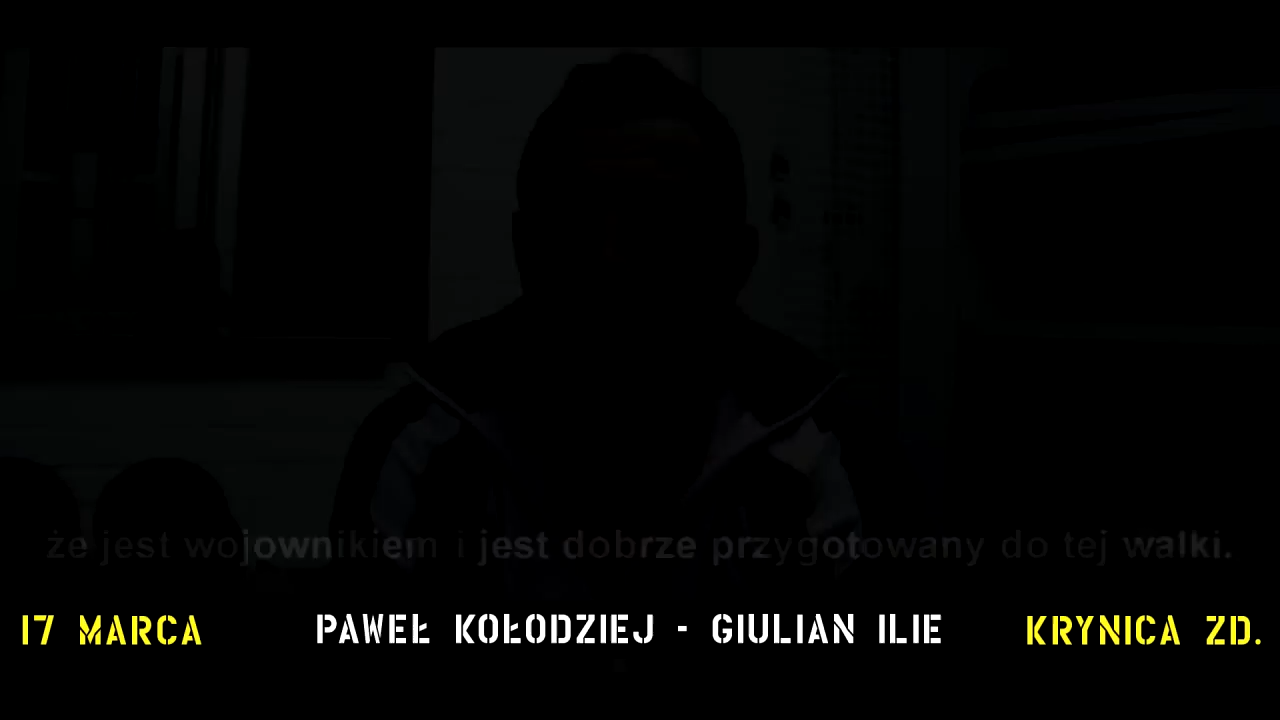 że jest wojownikiem i jest dobrze przygotowany do tej walki.
17 MARCA PAWEŁ KOŁODZIEJ - GIULIAN ILIE KRYNICA ZD.